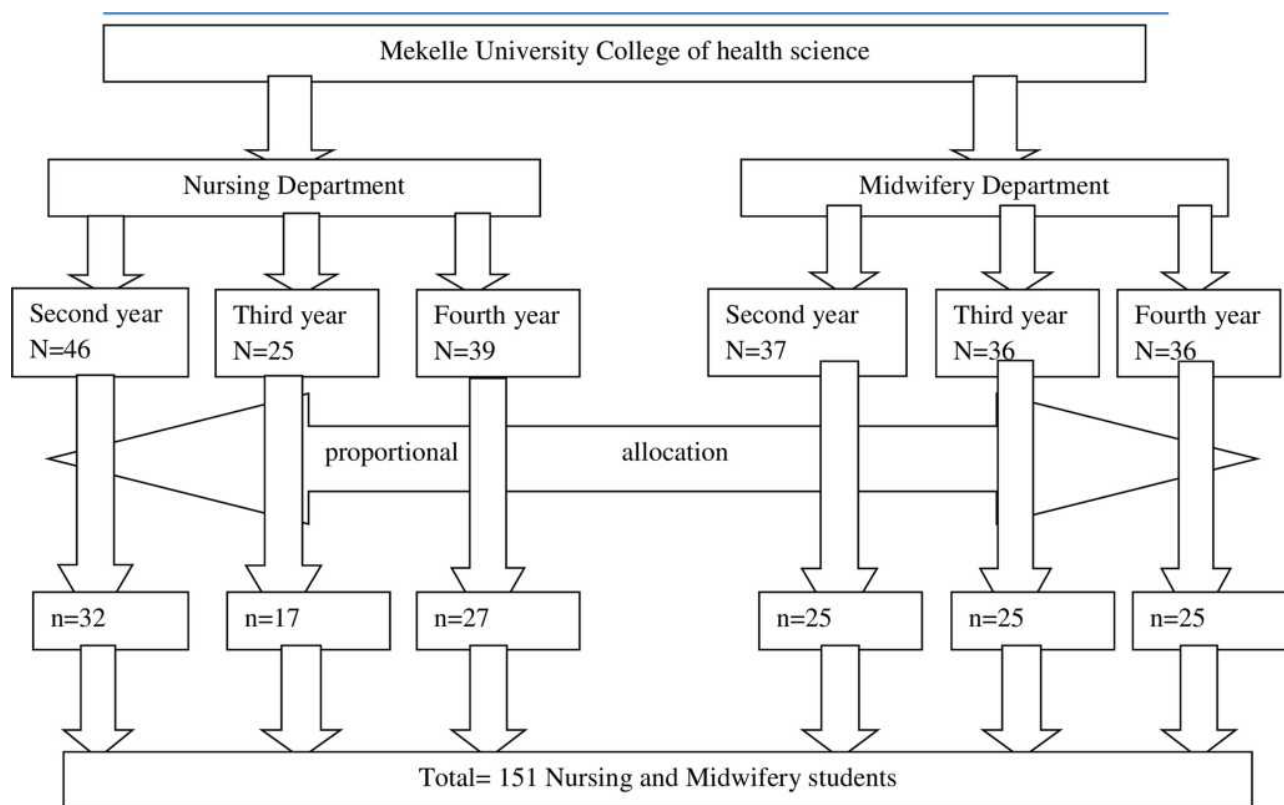 Mekelle University College of health science
Nursing Department
Midwifery Department
Second year
N=46
Third year
N=25
Fourth year
N=39
Second year
N=37
Third year
N=36
Fourth year
N=36
proportional allocation
n=32
n=17
n=27
n=25
n=25
n=25
Total= 151 Nursing and Midwifery students